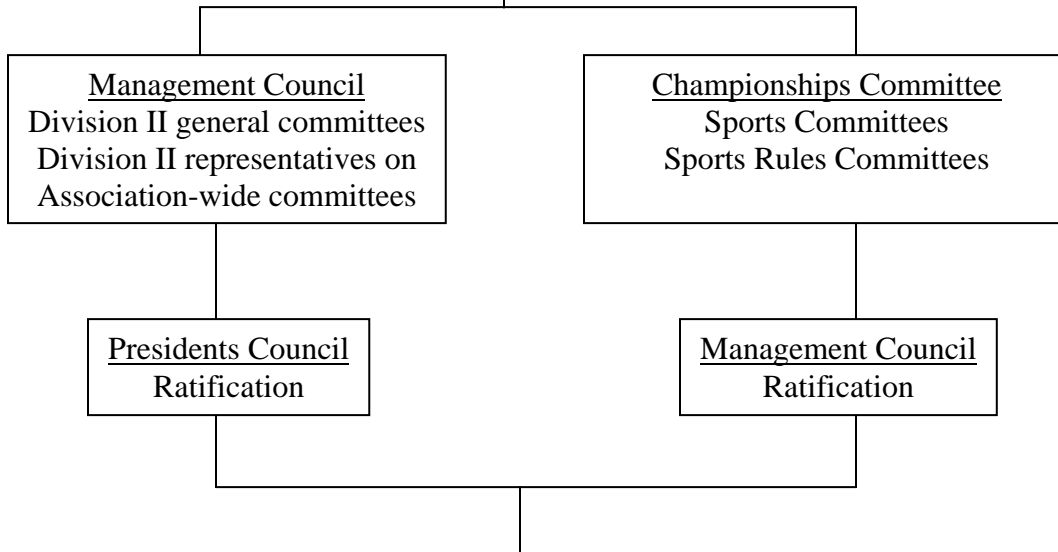 Management Council
Division II general committees
Division II representatives on
Association-wide committees
Championships Committee
Sports Committees
Sports Rules Committees
Presidents Council
Ratification
Management Council
Ratification